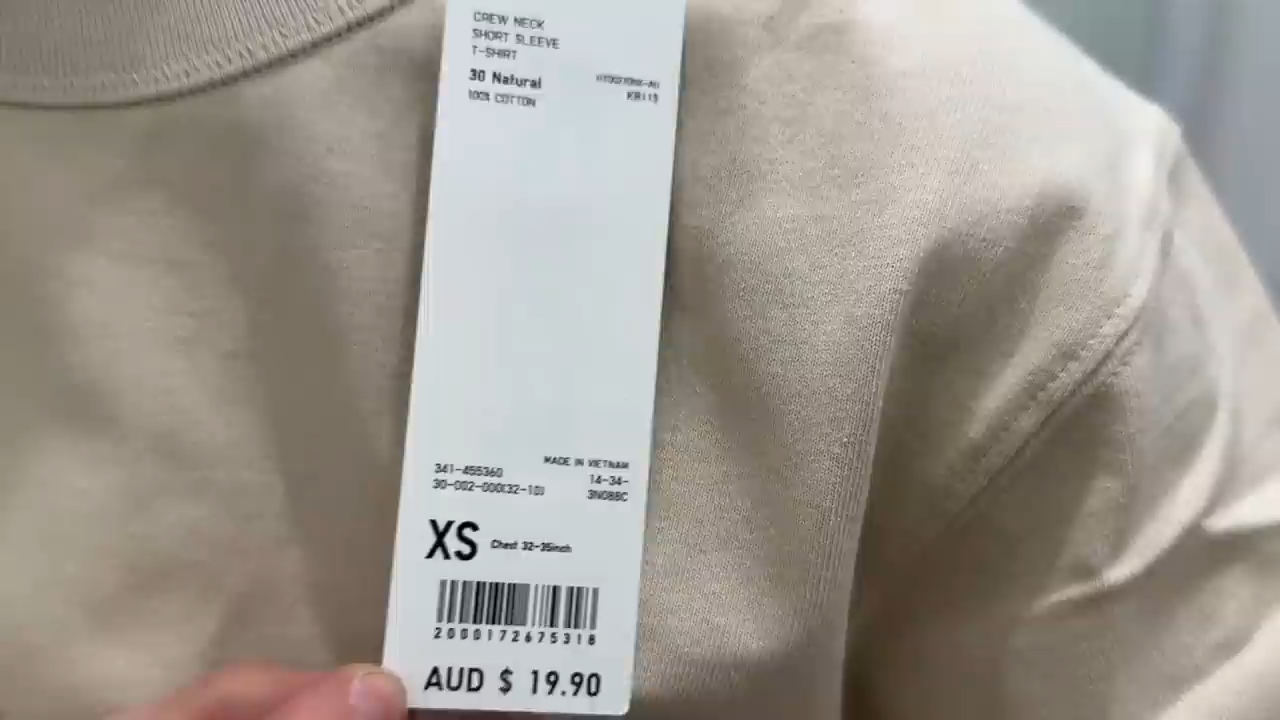 CREW NECK
SHORT SLEEVE
T-SHIRT
30 Natural
100% COTTON
KR115
MADE IN VIETNAM
341-455360
14-34-
30-002-000(32-10)
3N088C
XS Chest 32-35inch
2000172675318
AUD $ 19.90